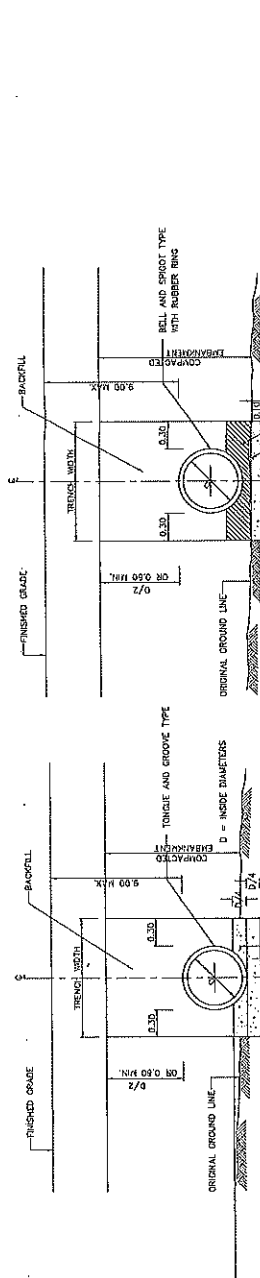 FINISHED GRADE
BACKFILL
₵
TRENCH WIDTH
9.00 MAX.
COMPACTED
EMBANKMENT
0.30
0.30
D/2
OR 0.60 MIN.
TONGUE AND GROOVE TYPE
D
ORIGINAL GROUND LINE
D = INSIDE DIAMETERS
D/4
D/4
FINISHED GRADE
BACKFILL
₵
TRENCH WIDTH
9.00 MAX.
COMPACTED
EMBANKMENT
0.30
0.30
D/2
OR 0.60 MIN.
BELL AND SPIGOT TYPE
WITH RUBBER RING
D
ORIGINAL GROUND LINE
0.10